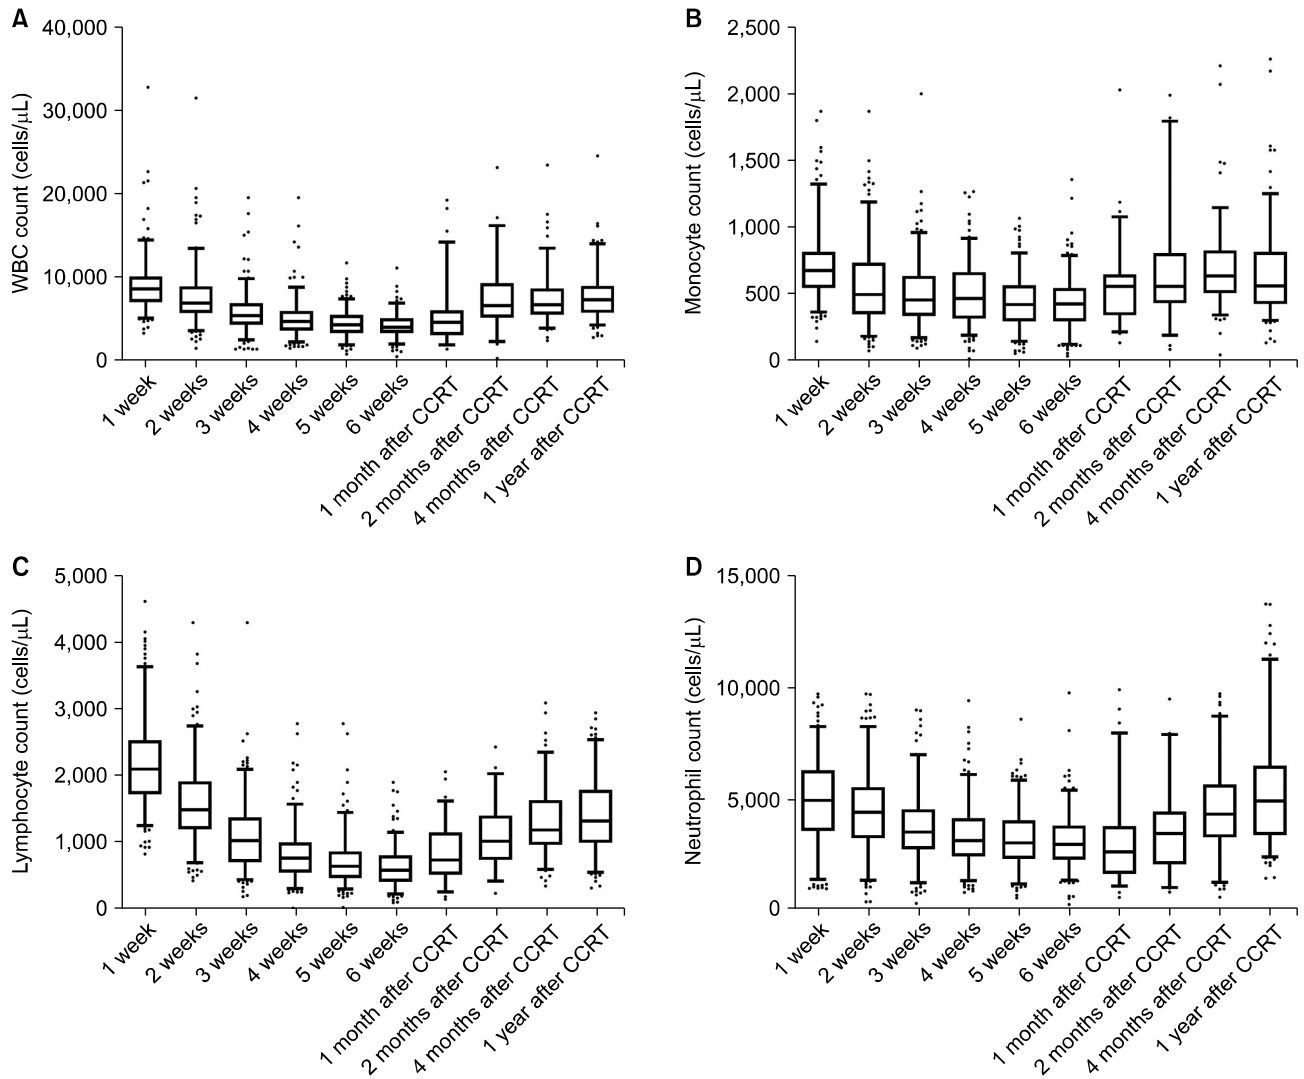 A
WBC count (cells/μL)
40,000
30,000
20,000
10,000
0
1 week
2 weeks
3 weeks
4 weeks
5 weeks
6 weeks
1 month after CCRT
2 months after CCRT
4 months after CCRT
1 year after CCRT
B
Monocyte count (cells/μL)
2,500
2,000
1,500
1,000
500
0
1 week
2 weeks
3 weeks
4 weeks
5 weeks
6 weeks
1 month after CCRT
2 months after CCRT
4 months after CCRT
1 year after CCRT
C
Lymphocyte count (cells/μL)
5,000
4,000
3,000
2,000
1,000
0
1 week
2 weeks
3 weeks
4 weeks
5 weeks
6 weeks
1 month after CCRT
2 months after CCRT
4 months after CCRT
1 year after CCRT
D
Neutrophil count (cells/μL)
15,000
10,000
5,000
0
1 week
2 weeks
3 weeks
4 weeks
5 weeks
6 weeks
1 month after CCRT
2 months after CCRT
4 months after CCRT
1 year after CCRT